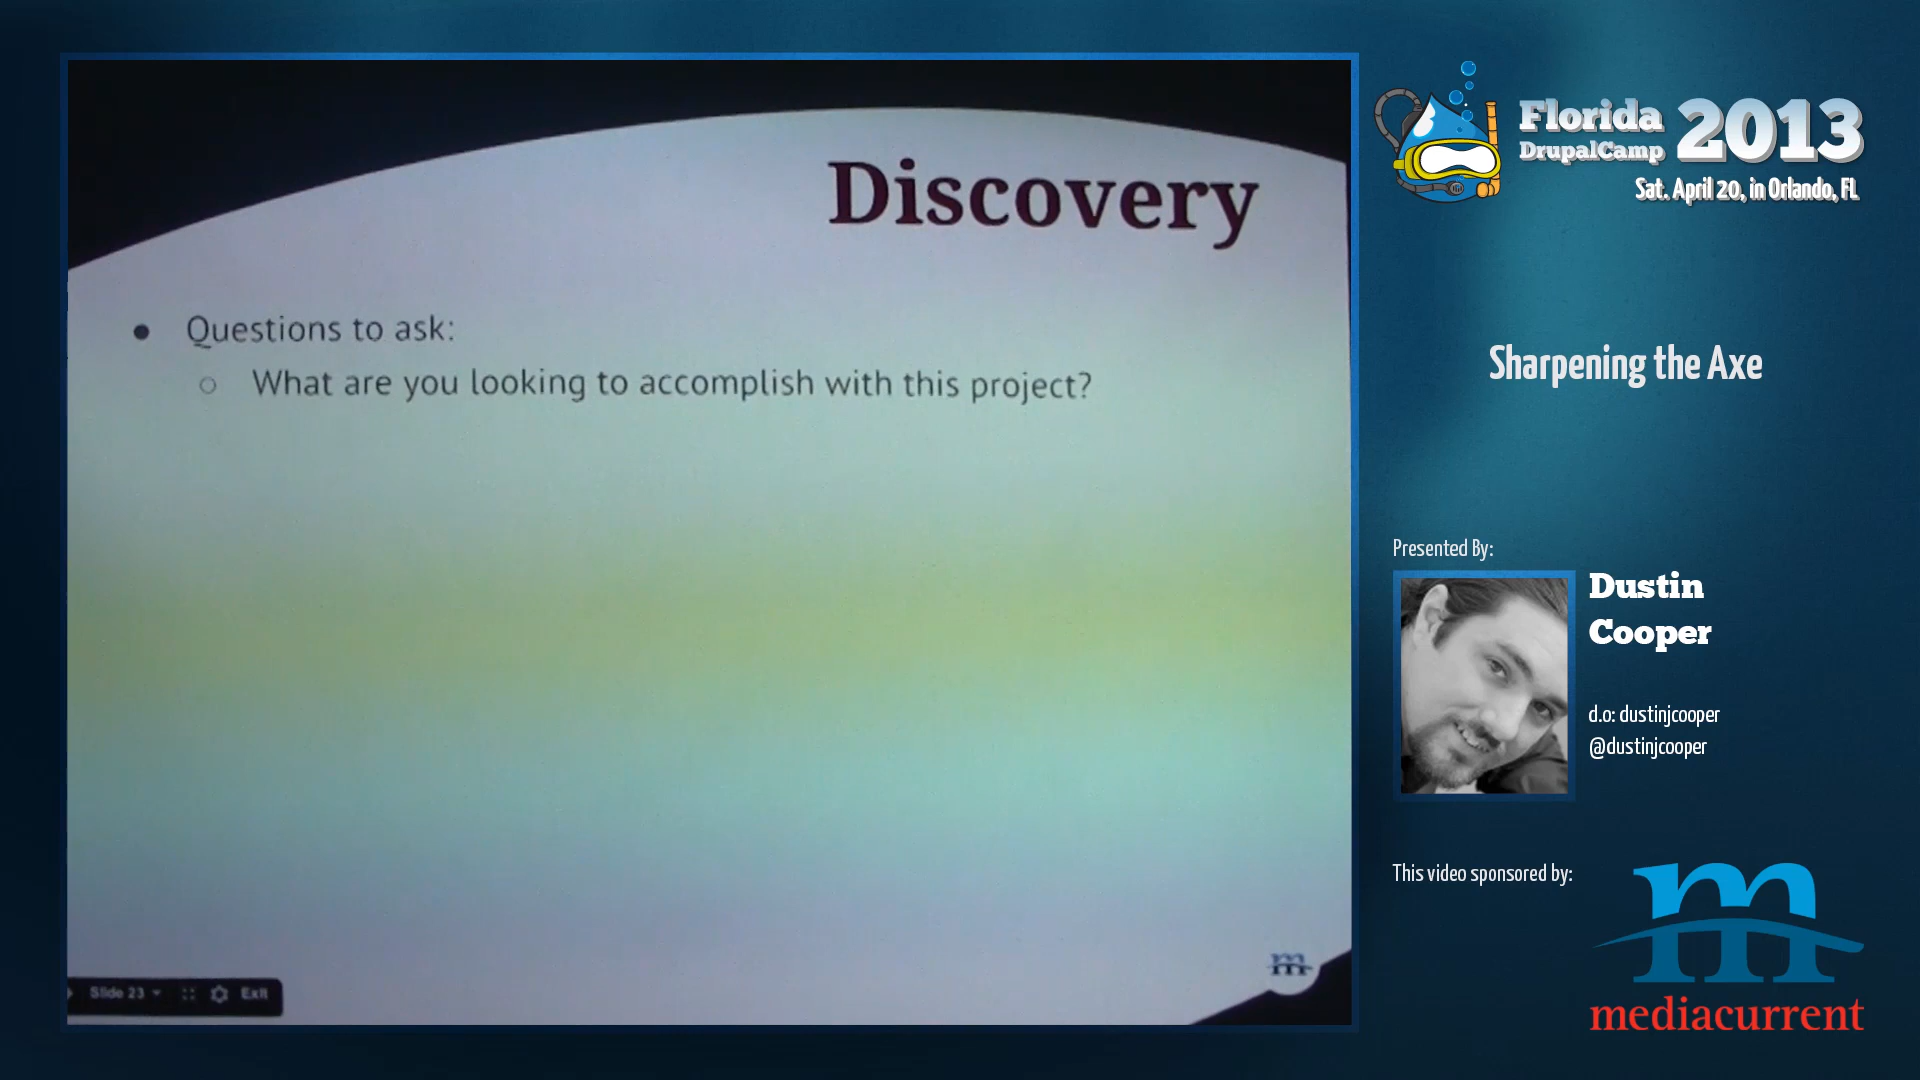 Discovery
Questions to ask:
What are you looking to accomplish with this project?
m
Slide 23
Exit
Florida
DrupalCamp
2013
Sat. April 20, in Orlando, FL
Sharpening the Axe
Presented By:
Dustin
Cooper
d.o: dustinjcooper
@dustinjcooper
This video sponsored by:
m
mediacurrent